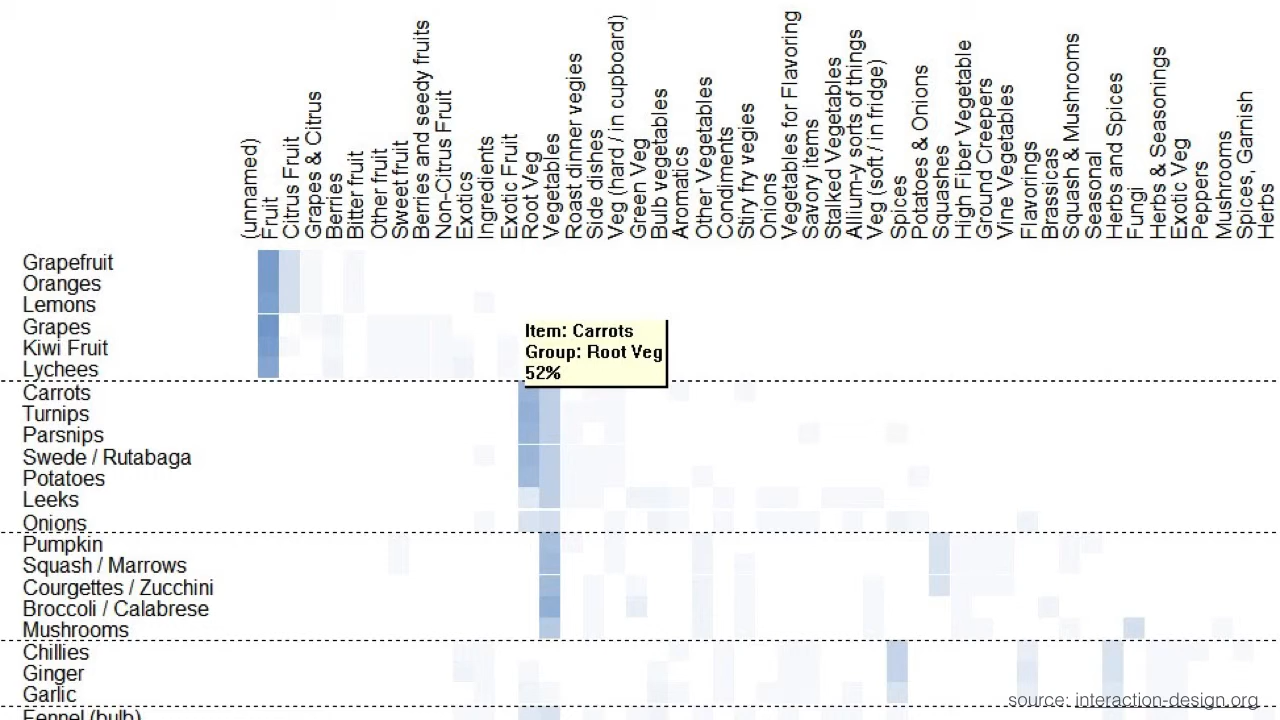 (unnamed)
Fruit
Citrus Fruit
Grapes & Citrus
Berries
Bitter fruit
Other fruit
Sweet fruit
Berries and seedy fruits
Non-Citrus Fruit
Exotics
Ingredients
Exotic Fruit
Root Veg
Vegetables
Roast dinner vegies
Side dishes
Veg (hard / in cupboard)
Green Veg
Bulb vegetables
Aromatics
Other Vegetables
Condiments
Stiry fry vegies
Onions
Vegetables for Flavoring
Savory items
Stalked Vegetables
Allium-y sorts of things
Veg (soft / in fridge)
Spices
Potatoes & Onions
Squashes
High Fiber Vegetable
Ground Creepers
Vine Vegetables
Flavorings
Brassicas
Squash & Mushrooms
Seasonal
Herbs and Spices
Fungi
Herbs & Seasonings
Exotic Veg
Peppers
Mushrooms
Spices, Garnish
Herbs
Grapefruit
Oranges
Lemons
Grapes
Kiwi Fruit
Lychees
Item: Carrots
Group: Root Veg
52%
Carrots
Turnips
Parsnips
Swede / Rutabaga
Potatoes
Leeks
Onions
Pumpkin
Squash / Marrows
Courgettes / Zucchini
Broccoli / Calabrese
Mushrooms
Chillies
Ginger
Garlic
Fennel (bulb)
source: interaction-design.org